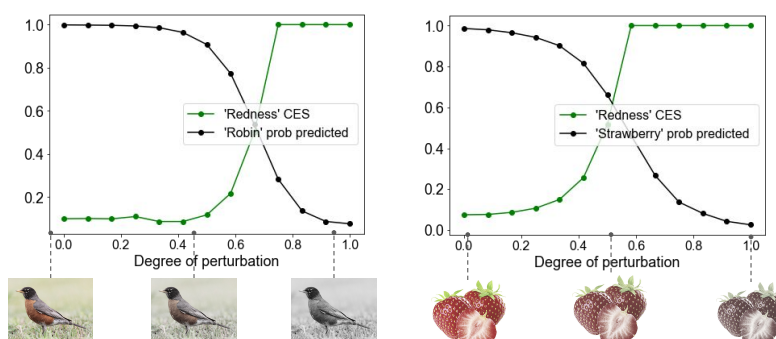 1.0
0.8
0.6
0.4
0.2
'Redness' CES
'Robin' prob predicted
0.0 0.2 0.4 0.6 0.8 1.0
Degree of perturbation
1.0
0.8
0.6
0.4
0.2
0.0
'Redness' CES
'Strawberry' prob predicted
0.0 0.2 0.4 0.6 0.8 1.0
Degree of perturbation